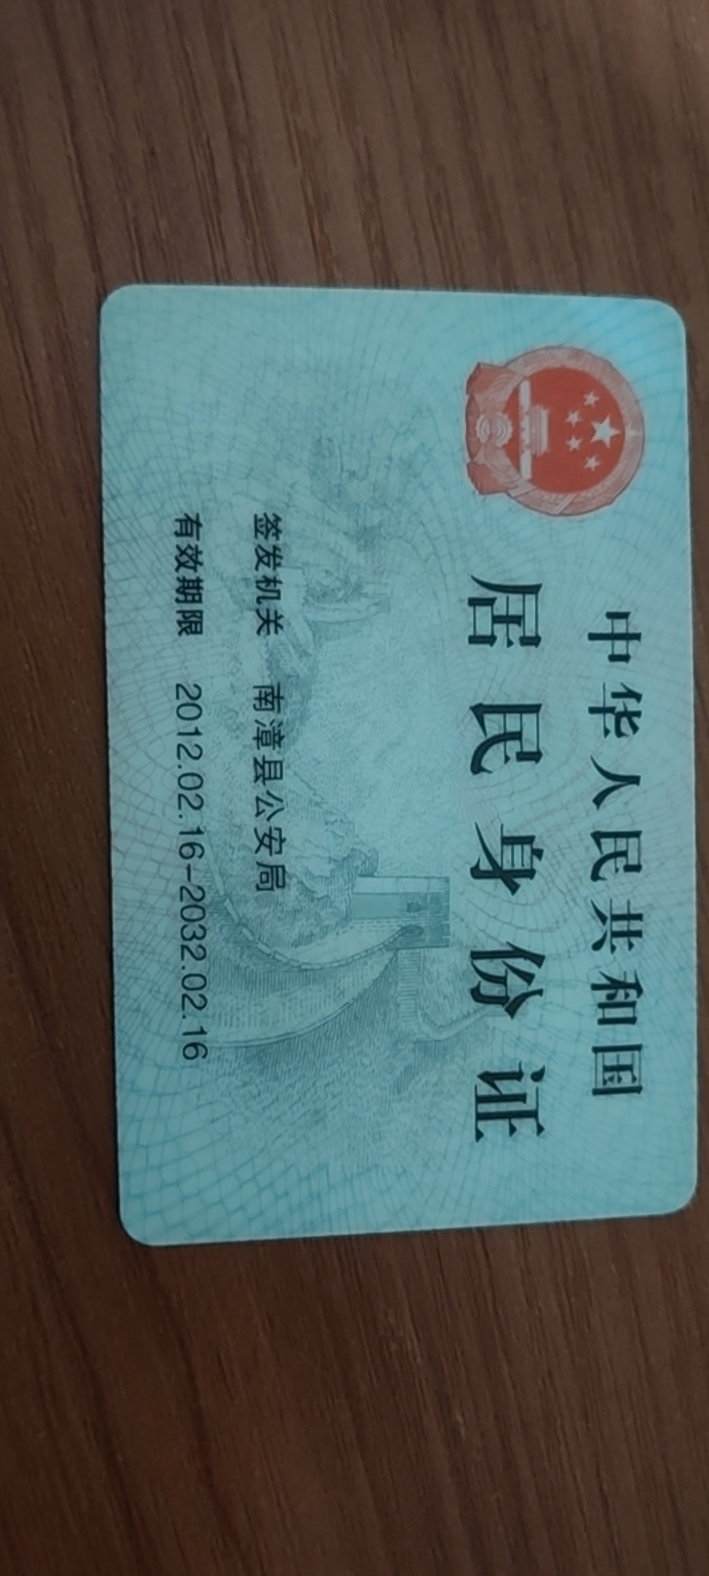 中华人民共和国
居民身份证
签发机关 南漳县公安局
有效期限 2012.02.16-2032.02.16